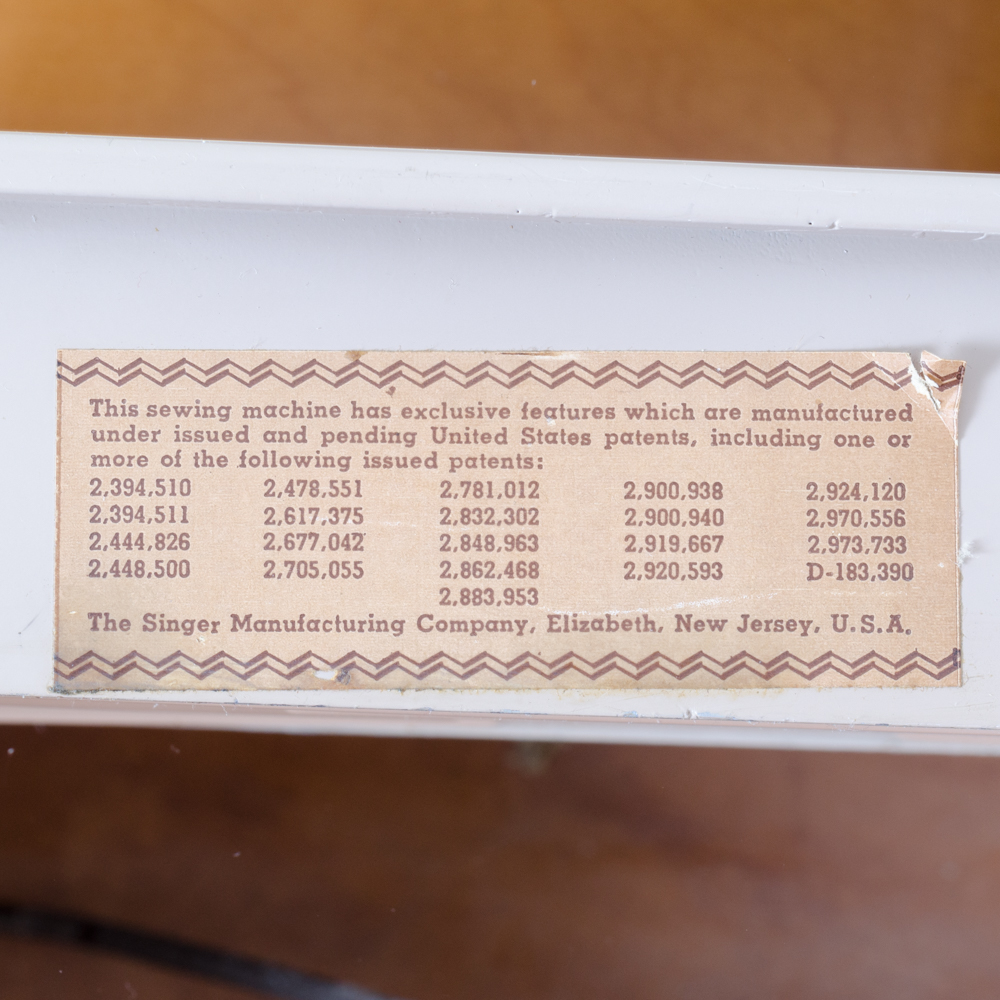 This sewing machine has exclusive features which are manufactured
under issued and pending United States patents, including one or
more of the following issued patents:
2,394,510 2,478,551 2,781,012 2,900,938 2,924,120
2,394,511 2,617,375 2,832,302 2,900,940 2,970,556
2,444,826 2,677,042 2,848,963 2,919,667 2,973,733
2,448,500 2,705,055 2,862,468 2,920,593 D-183,390
2,883,953
The Singer Manufacturing Company, Elizabeth, New Jersey, U.S.A.